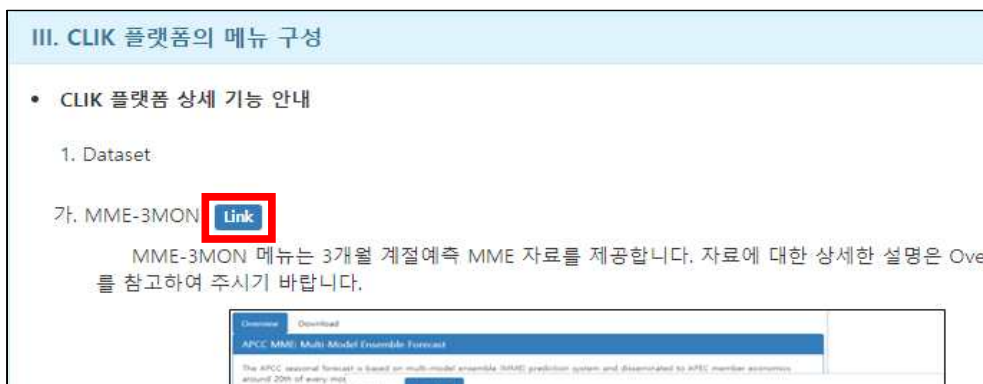 III. CLIK 플랫폼의 메뉴 구성
• CLIK 플랫폼 상세 기능 안내
1. Dataset
가. MME-3MON Link
MME-3MON 메뉴는 3개월 계절예측 MME 자료를 제공합니다. 자료에 대한 상세한 설명은 Ove
를 참고하여 주시기 바랍니다.
Overview Download
APCC MME: Multi-Model Ensemble Forecast
The APCC seasonal forecast is based on multi-model ensemble (MME) prediction system and disseminated to APEC member economics
around 20th of every mo